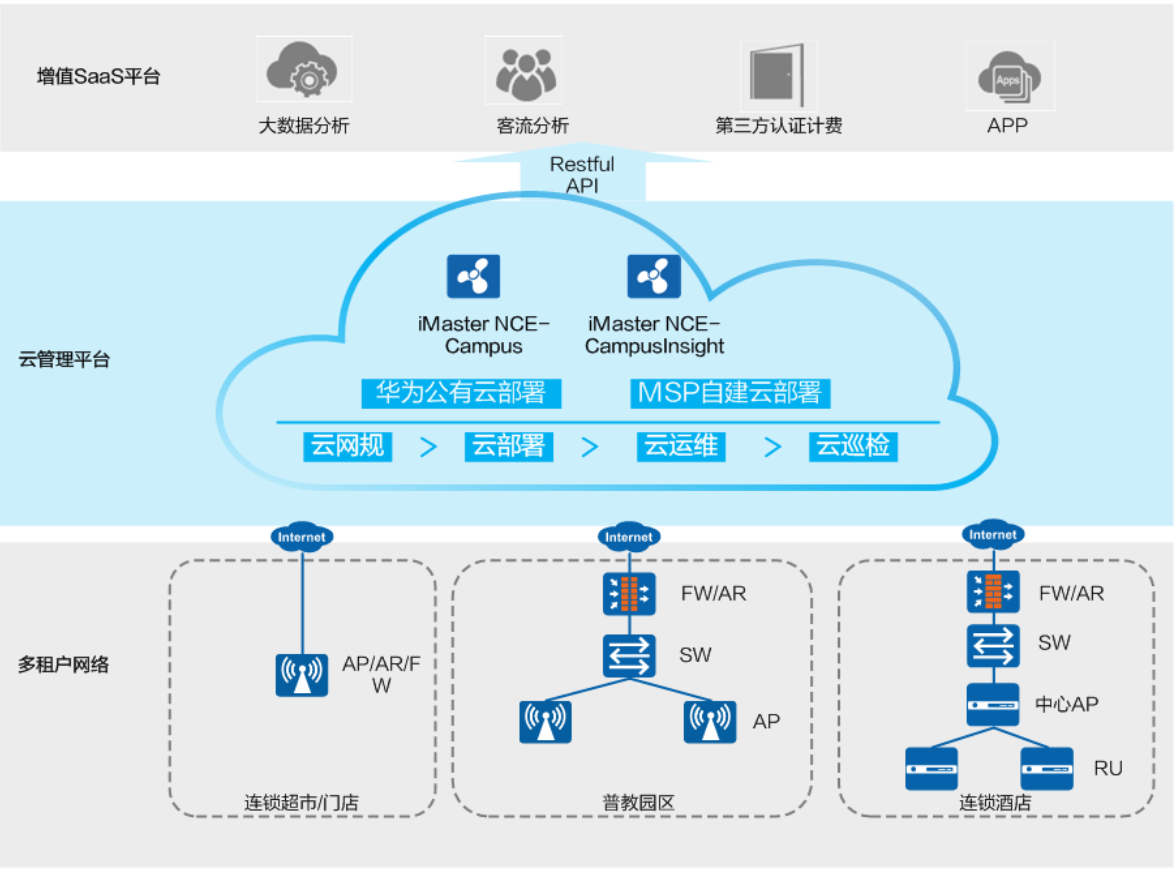 增值SaaS平台
Apps
大数据分析
客流分析
第三方认证计费
APP
Restful
API
云管理平台
iMaster NCE-
Campus
iMaster NCE-
CampusInsight
华为公有云部署
MSP自建云部署
云网规 > 云部署 > 云运维 > 云巡检
多租户网络
Internet
AP/AR/F
W
连锁超市/门店
Internet
FW/AR
SW
AP
普教园区
Internet
FW/AR
SW
中心AP
RU
连锁酒店